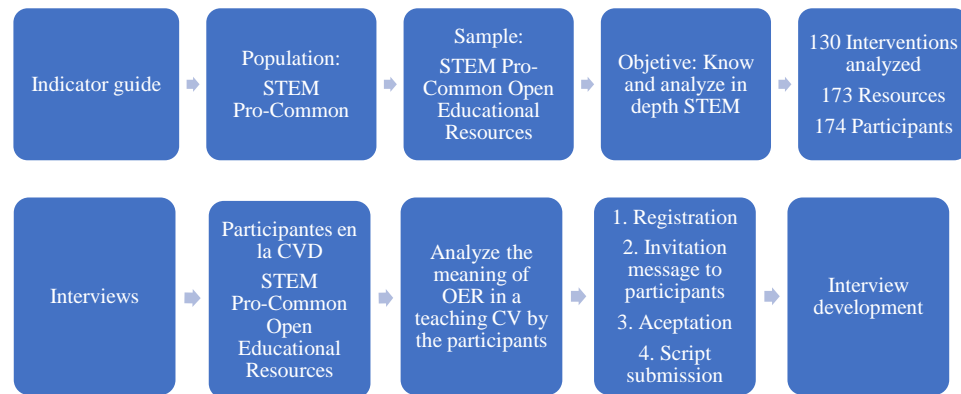 Indicator guide
Population:
STEM
Pro-Common
Sample:
STEM Pro-
Common Open
Educational
Resources
Objetive: Know
and analyze in
depth STEM
130 Interventions
analyzed
173 Resources
174 Participants
Interviews
Participantes en
la CVD
STEM
Pro-Common
Open
Educational
Resources
Analyze the
meaning of
OER in a
teaching CV by
the participants
1. Registration
2. Invitation
message to
participants
3. Aceptation
4. Script
submission
Interview
development